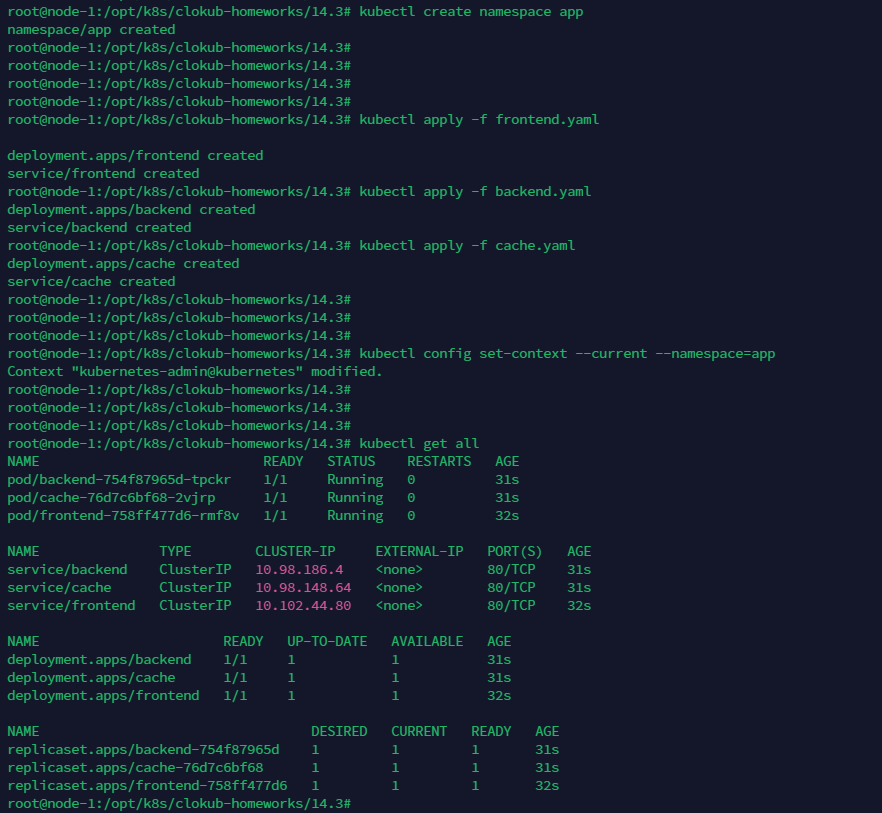 root@node-1:/opt/k8s/clokub-homeworks/14.3# kubectl create namespace app
namespace/app created
root@node-1:/opt/k8s/clokub-homeworks/14.3#
root@node-1:/opt/k8s/clokub-homeworks/14.3#
root@node-1:/opt/k8s/clokub-homeworks/14.3#
root@node-1:/opt/k8s/clokub-homeworks/14.3#
root@node-1:/opt/k8s/clokub-homeworks/14.3# kubectl apply -f frontend.yaml

deployment.apps/frontend created
service/frontend created
root@node-1:/opt/k8s/clokub-homeworks/14.3# kubectl apply -f backend.yaml
deployment.apps/backend created
service/backend created
root@node-1:/opt/k8s/clokub-homeworks/14.3# kubectl apply -f cache.yaml
deployment.apps/cache created
service/cache created
root@node-1:/opt/k8s/clokub-homeworks/14.3#
root@node-1:/opt/k8s/clokub-homeworks/14.3#
root@node-1:/opt/k8s/clokub-homeworks/14.3#
root@node-1:/opt/k8s/clokub-homeworks/14.3# kubectl config set-context --current --namespace=app
Context "kubernetes-admin@kubernetes" modified.
root@node-1:/opt/k8s/clokub-homeworks/14.3#
root@node-1:/opt/k8s/clokub-homeworks/14.3#
root@node-1:/opt/k8s/clokub-homeworks/14.3#
root@node-1:/opt/k8s/clokub-homeworks/14.3# kubectl get all
NAME                            READY   STATUS    RESTARTS   AGE
pod/backend-754f87965d-tpckr    1/1     Running   0          31s
pod/cache-76d7c6bf68-2vjrp      1/1     Running   0          31s
pod/frontend-758ff477d6-rmf8v   1/1     Running   0          32s

NAME               TYPE        CLUSTER-IP     EXTERNAL-IP   PORT(S)   AGE
service/backend    ClusterIP   10.98.186.4    <none>        80/TCP    31s
service/cache      ClusterIP   10.98.148.64   <none>        80/TCP    31s
service/frontend   ClusterIP   10.102.44.80   <none>        80/TCP    32s

NAME                       READY   UP-TO-DATE   AVAILABLE   AGE
deployment.apps/backend    1/1     1            1           31s
deployment.apps/cache      1/1     1            1           31s
deployment.apps/frontend   1/1     1            1           32s

NAME                                  DESIRED   CURRENT   READY   AGE
replicaset.apps/backend-754f87965d    1         1         1       31s
replicaset.apps/cache-76d7c6bf68      1         1         1       31s
replicaset.apps/frontend-758ff477d6   1         1         1       32s
root@node-1:/opt/k8s/clokub-homeworks/14.3#